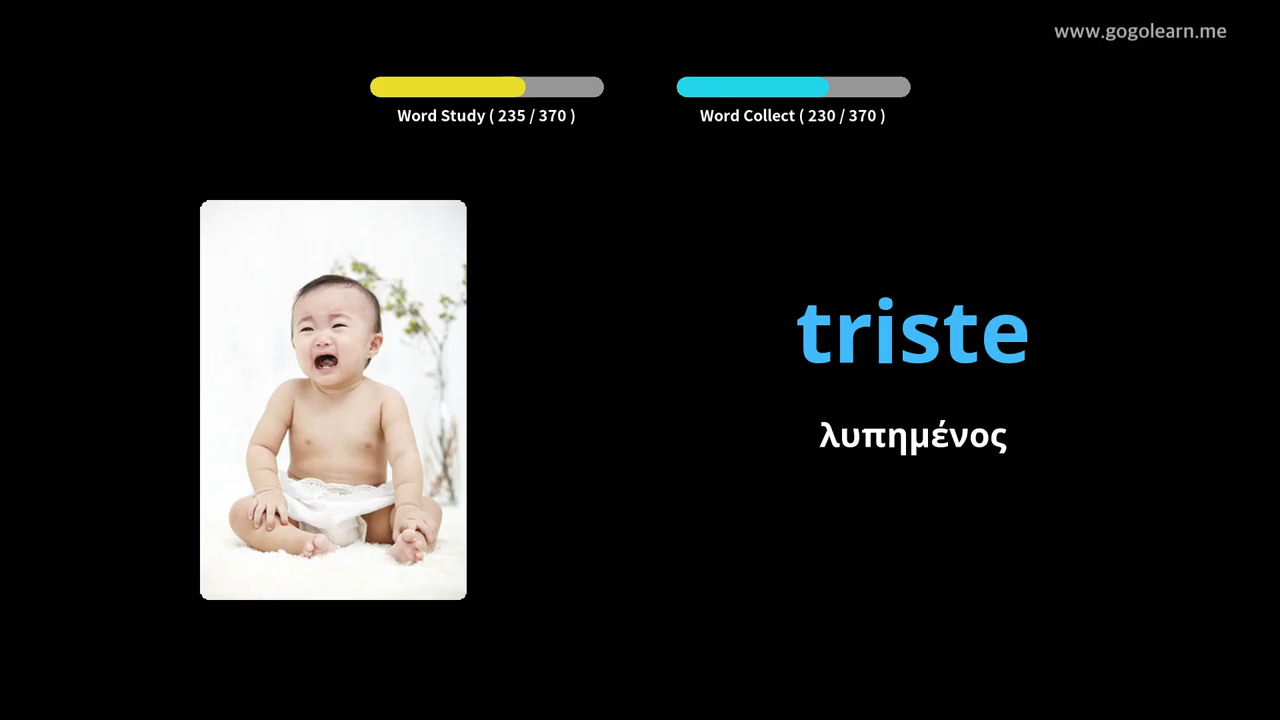 www.gogolearn.me
Word Study ( 235 / 370 )
Word Collect ( 230 / 370 )
triste
λυπημένος